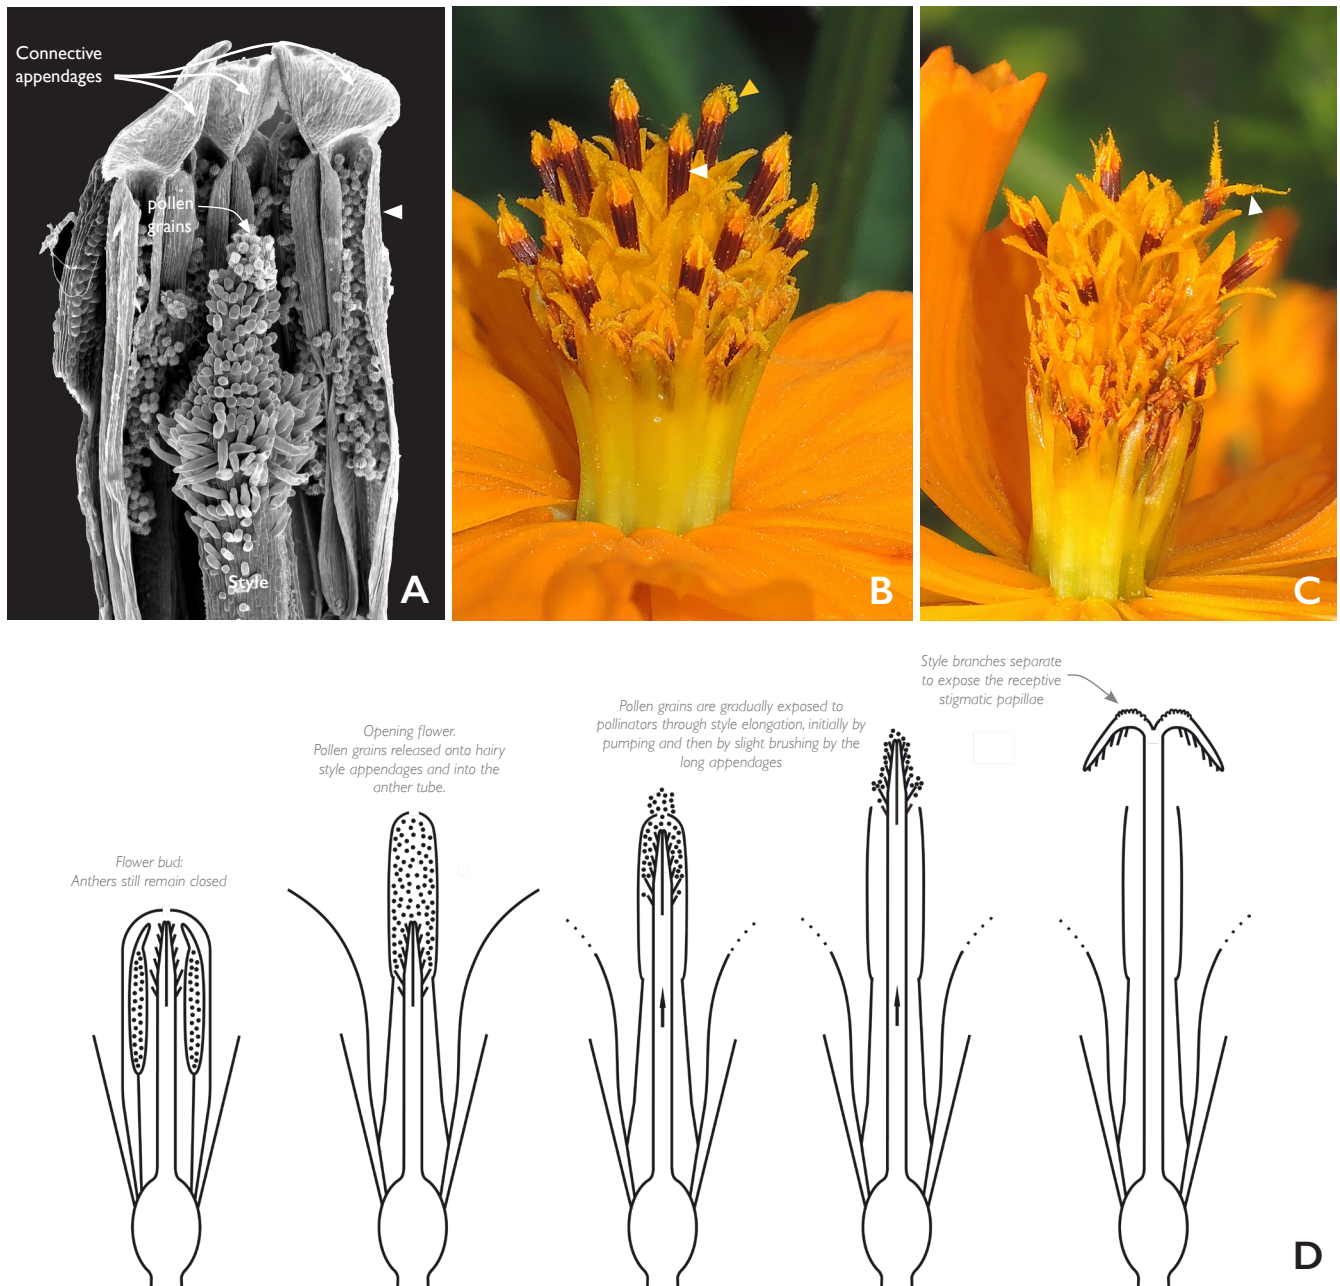 Connective
appendages
pollen
grains
Style
A
B
C
Style branches separate
to expose the receptive
stigmatic papillae
Pollen grains are gradually exposed to
pollinators through style elongation, initially by
pumping and then by slight brushing by the
long appendages
Opening flower.
Pollen grains released onto hairy
style appendages and into the
anther tube.
Flower bud:
Anthers still remain closed
D